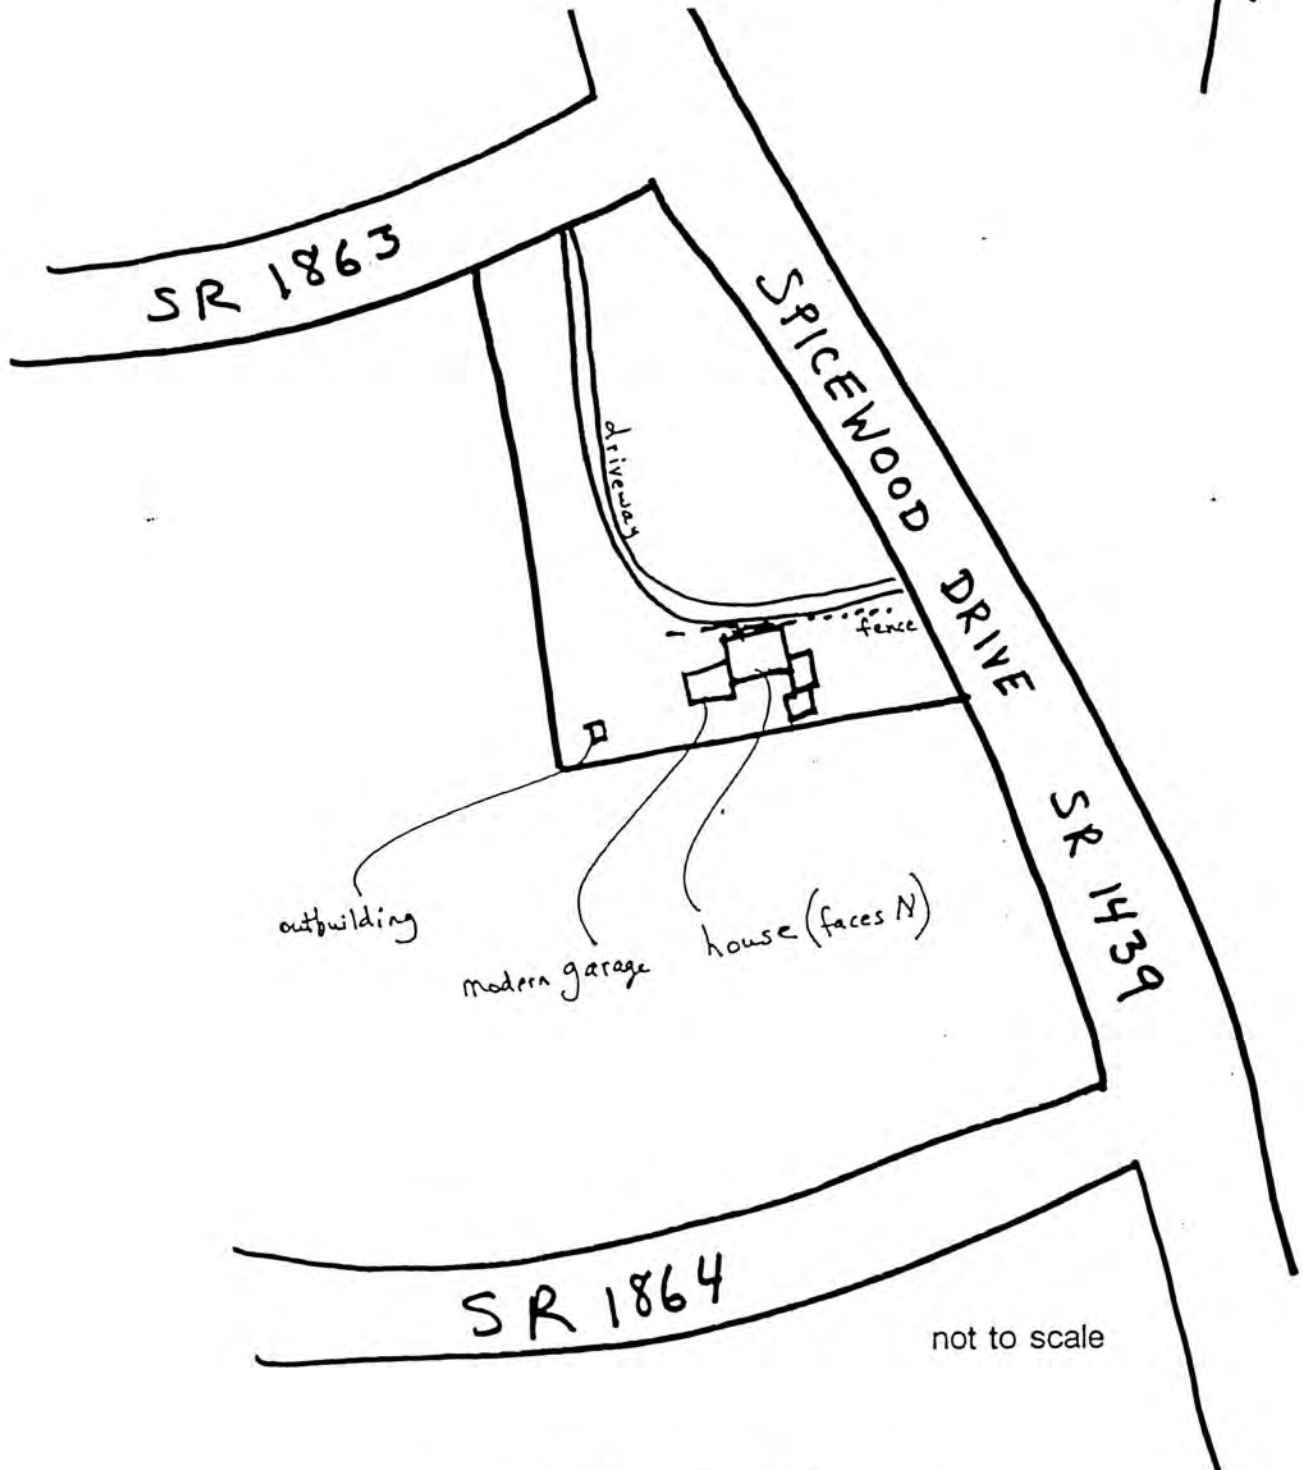 SR 1863
SPICEWOOD DRIVE SR 1439
driveway
fence
outbuilding
modern garage
house (faces N)
SR 1864
not to scale